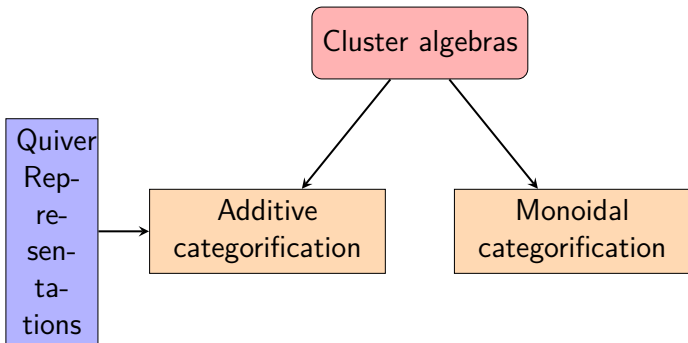 Cluster algebras
Quiver
Rep-
re-
sen-
ta-
tions
Additive
categorification
Monoidal
categorification